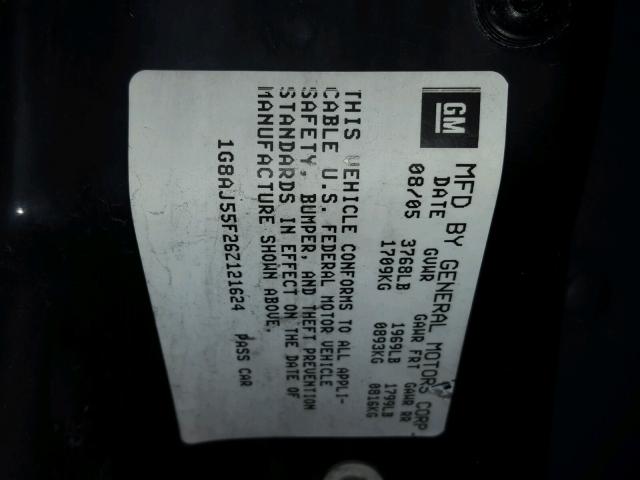 GM
MFD BY GENERAL MOTORS CORP
DATE GVWR GAWR FRT GAWR RR
08/05 3768LB 1969LB 1799LB
1709KG 0893KG 0816KG
THIS VEHICLE CONFORMS TO ALL APPLI-
CABLE U.S. FEDERAL MOTOR VEHICLE
SAFETY, BUMPER, AND THEFT PREVENTION
STANDARDS IN EFFECT ON THE DATE OF
MANUFACTURE SHOWN ABOVE.
1G8AJ55F26Z121624 PASS CAR